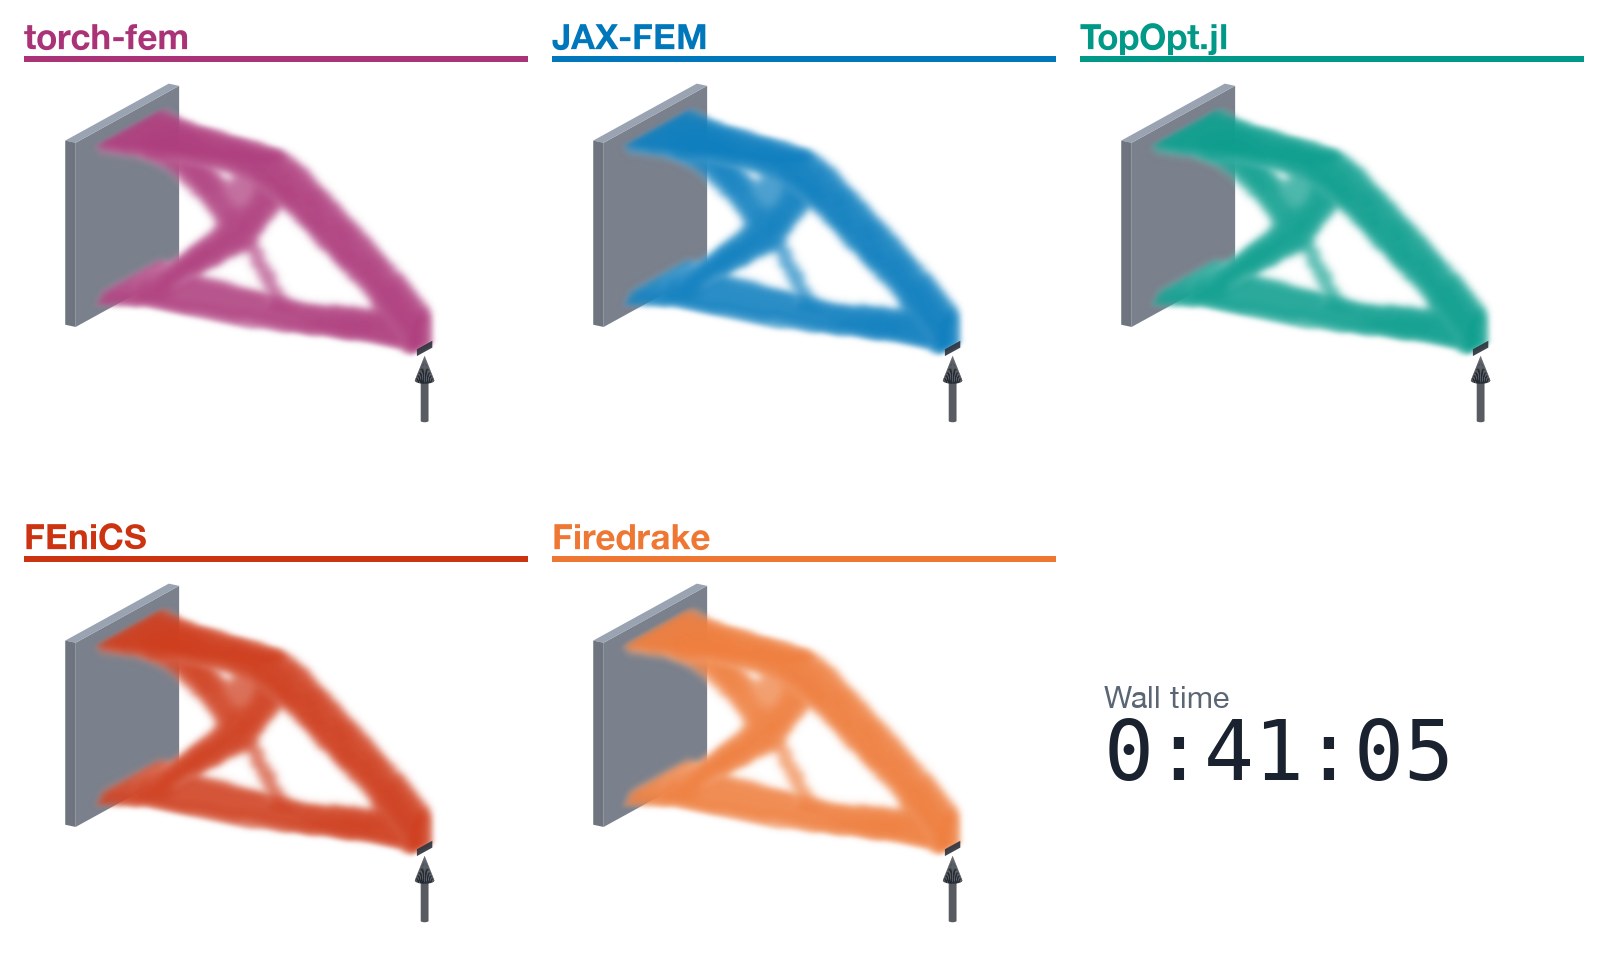 torch-fem
JAX-FEM
TopOpt.jl
FEniCS
Firedrake
Wall time
0:41:05